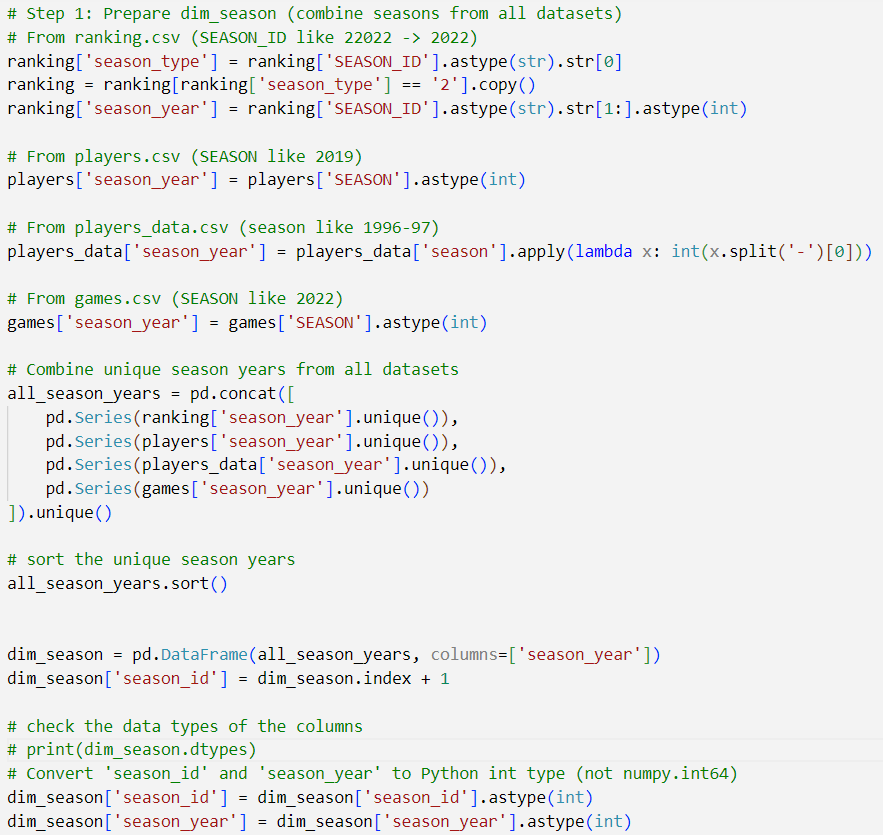 # Step 1: Prepare dim_season (combine seasons from all datasets)
# From ranking.csv (SEASON_ID like 22022 -> 2022)
ranking['season_type'] = ranking['SEASON_ID'].astype(str).str[0]
ranking = ranking[ranking['season_type'] == '2'].copy()
ranking['season_year'] = ranking['SEASON_ID'].astype(str).str[1:].astype(int)

# From players.csv (SEASON like 2019)
players['season_year'] = players['SEASON'].astype(int)

# From players_data.csv (season like 1996-97)
players_data['season_year'] = players_data['season'].apply(lambda x: int(x.split('-')[0]))

# From games.csv (SEASON like 2022)
games['season_year'] = games['SEASON'].astype(int)

# Combine unique season years from all datasets
all_season_years = pd.concat([
    pd.Series(ranking['season_year'].unique()),
    pd.Series(players['season_year'].unique()),
    pd.Series(players_data['season_year'].unique()),
    pd.Series(games['season_year'].unique())
]).unique()

# sort the unique season years
all_season_years.sort()


dim_season = pd.DataFrame(all_season_years, columns=['season_year'])
dim_season['season_id'] = dim_season.index + 1

# check the data types of the columns
# print(dim_season.dtypes)
# Convert 'season_id' and 'season_year' to Python int type (not numpy.int64)
dim_season['season_id'] = dim_season['season_id'].astype(int)
dim_season['season_year'] = dim_season['season_year'].astype(int)